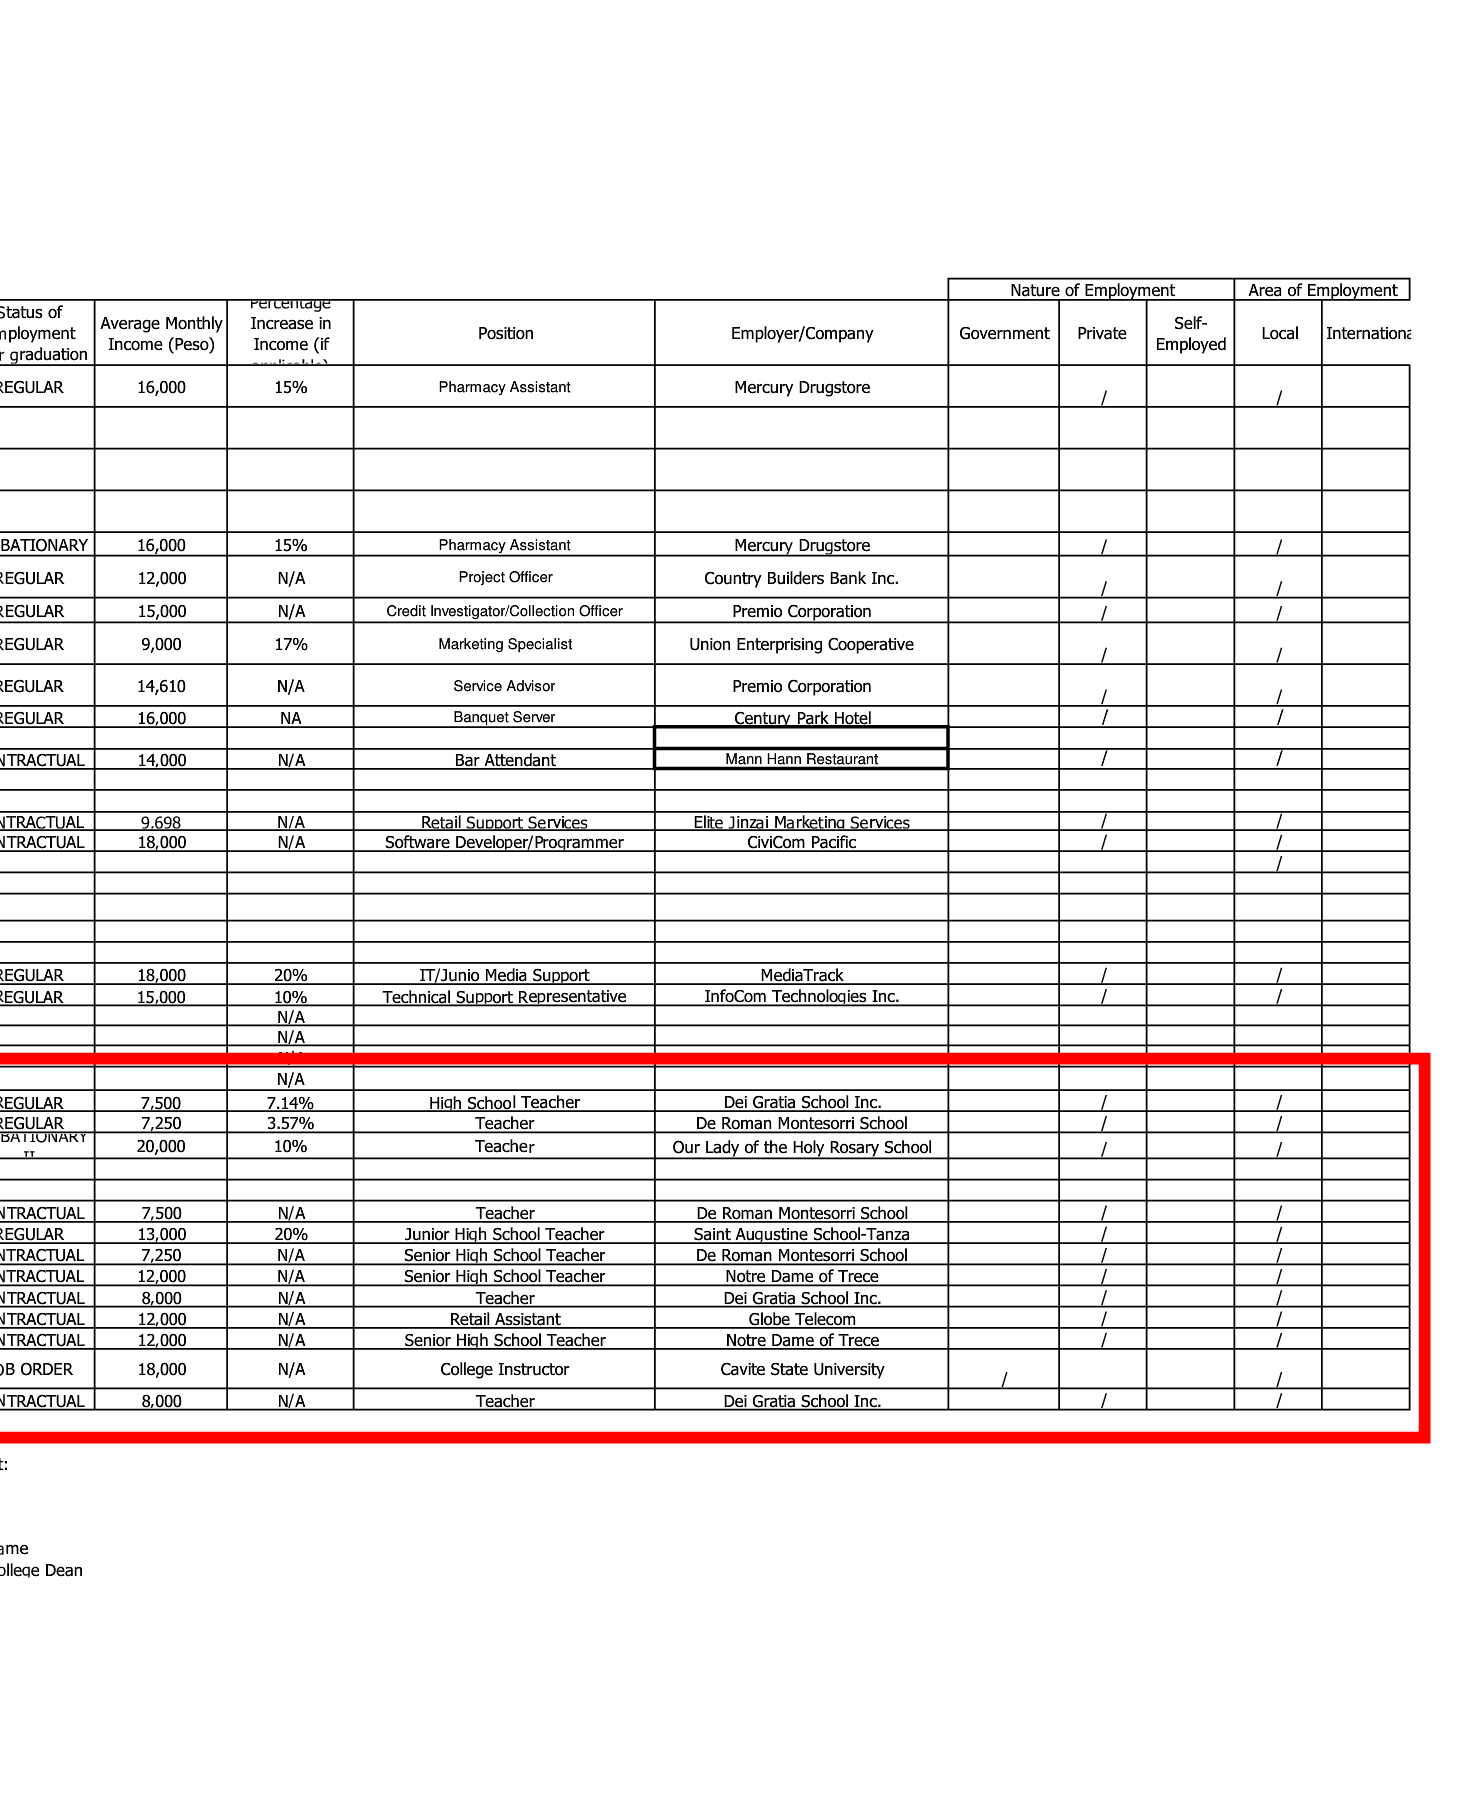 Nature of Employment Area of Employment
Status of Employment graduation Average Monthly Income (Peso) Percentage Increase in Income (if applicable) Position Employer/Company Government Private Self-Employed Local Internationa
REGULAR 16,000 15% Pharmacy Assistant Mercury Drugstore / /
BATIONARY 16,000 15% Pharmacy Assistant Mercury Drugstore / /
REGULAR 12,000 N/A Project Officer Country Builders Bank Inc. / /
REGULAR 15,000 N/A Credit Investigator/Collection Officer Premio Corporation / /
REGULAR 9,000 17% Marketing Specialist Union Enterprising Cooperative / /
REGULAR 14,610 N/A Service Advisor Premio Corporation / /
REGULAR 16,000 NA Banquet Server Century Park Hotel / /
NTRACTUAL 14,000 N/A Bar Attendant Mann Hann Restaurant / /
NTRACTUAL 9,698 N/A Retail Support Services Elite Jinzai Marketing Services / /
NTRACTUAL 18,000 N/A Software Developer/Programmer CiviCom Pacific / /
/
REGULAR 18,000 20% IT/Junio Media Support MediaTrack / /
REGULAR 15,000 10% Technical Support Representative InfoCom Technologies Inc. / /
N/A
N/A
N/A
REGULAR 7,500 7.14% High School Teacher Dei Gratia School Inc. / /
REGULAR 7,250 3.57% Teacher De Roman Montesorri School / /
BATIONARY II 20,000 10% Teacher Our Lady of the Holy Rosary School / /
NTRACTUAL 7,500 N/A Teacher De Roman Montesorri School / /
REGULAR 13,000 20% Junior High School Teacher Saint Augustine School-Tanza / /
NTRACTUAL 7,250 N/A Senior High School Teacher De Roman Montesorri School / /
NTRACTUAL 12,000 N/A Senior High School Teacher Notre Dame of Trece / /
NTRACTUAL 8,000 N/A Teacher Dei Gratia School Inc. / /
NTRACTUAL 12,000 N/A Retail Assistant Globe Telecom / /
NTRACTUAL 12,000 N/A Senior High School Teacher Notre Dame of Trece / /
OB ORDER 18,000 N/A College Instructor Cavite State University / /
NTRACTUAL 8,000 N/A Teacher Dei Gratia School Inc. / /
t:
ame
ollege Dean